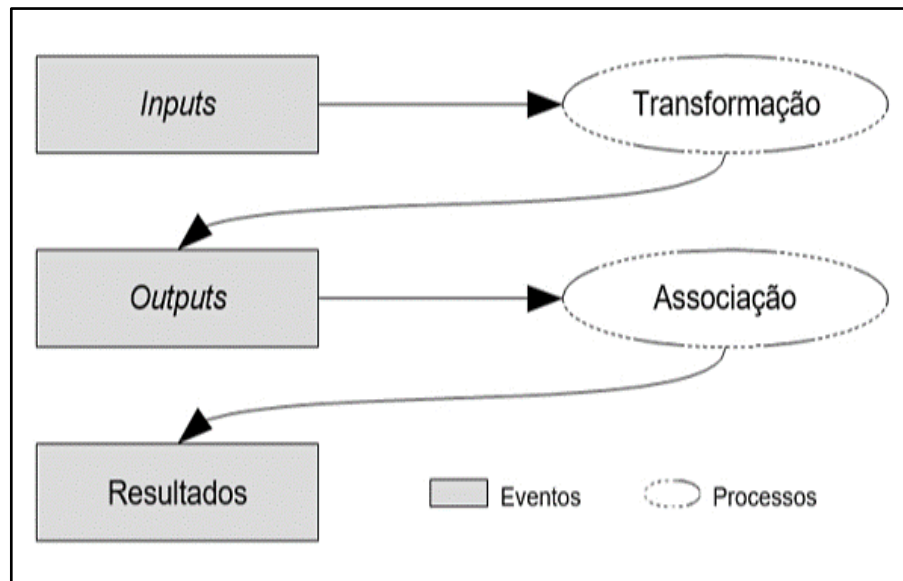 Inputs
Transformação
Outputs
Associação
Resultados
Eventos
Processos